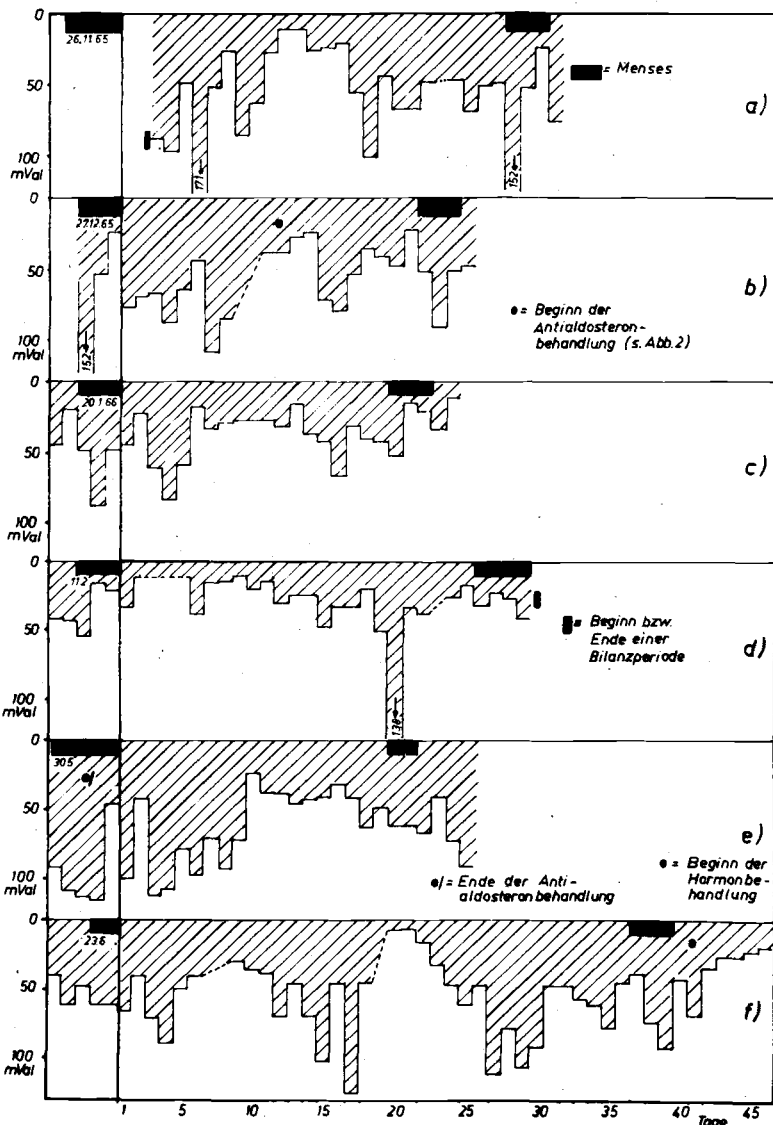 0
26.11.65
= Menses
50
a)
100
mVal
171
152
0
27.12.65
50
b)
● = Beginn der
Antialdosteron-
behandlung (s. Abb. 2)
100
mVal
152
0
20.1.66
50
c)
100
mVal
0
11.2
50
= Beginn bzw.
Ende einer
Bilanzperiode
d)
100
mVal
138
0
30.5
50
e)
100
mVal
●/ = Ende der Anti-
aldosteronbehandlung
● = Beginn der
Harmonbe-
handlung
0
23.6
50
f)
100
mVal
1 5 10 15 20 25 30 35 40 45
Tage